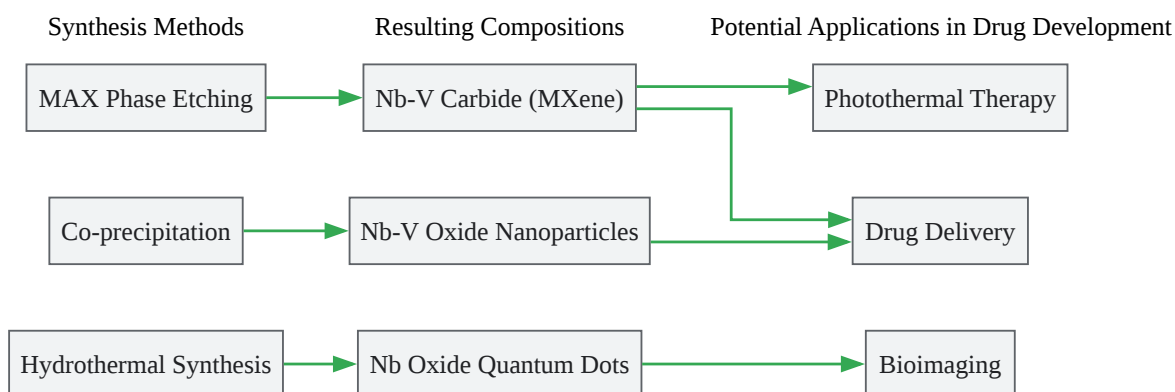 Synthesis Methods
Resulting Compositions
Potential Applications in Drug Development
MAX Phase Etching
Nb-V Carbide (MXene)
Photothermal Therapy
Co-precipitation
Nb-V Oxide Nanoparticles
Drug Delivery
Hydrothermal Synthesis
Nb Oxide Quantum Dots
Bioimaging